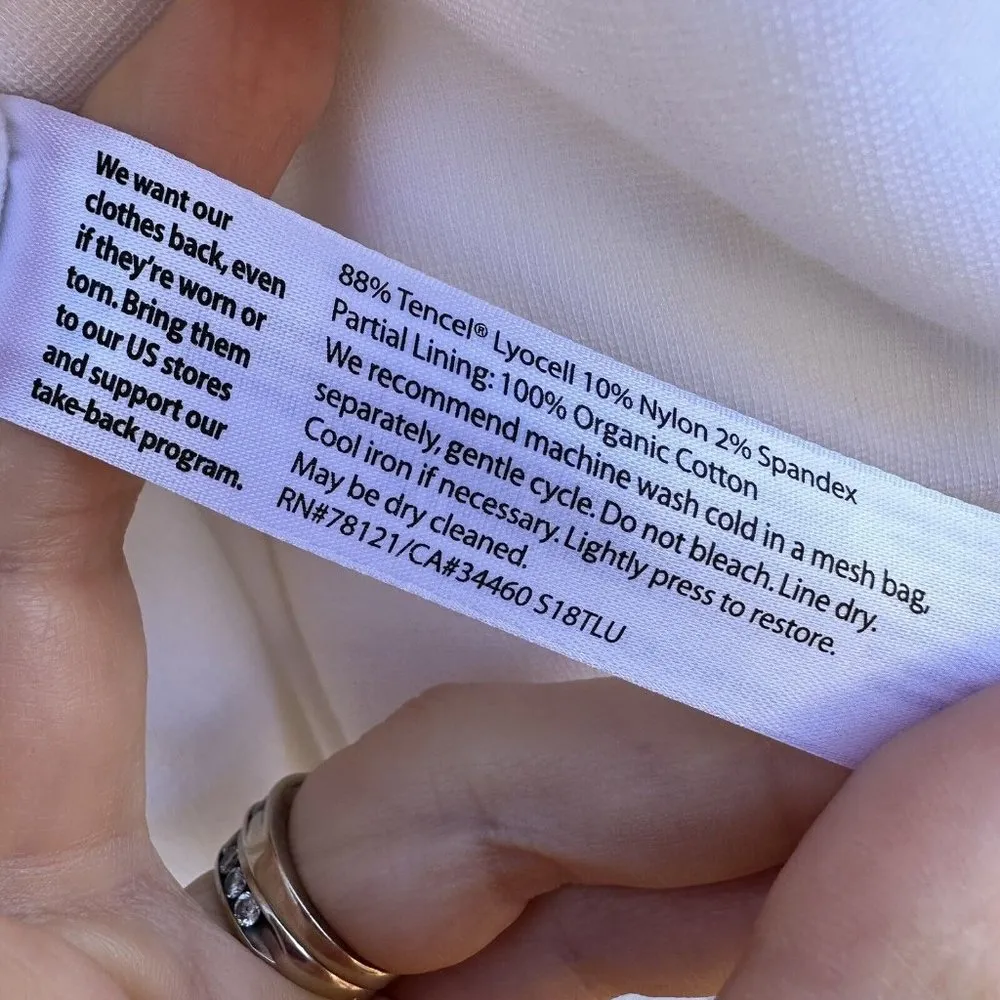 We want our
clothes back, even
if they're worn or
torn. Bring them
to our US stores
and support our
take-back program.
88% Tencel® Lyocell 10% Nylon 2% Spandex
Partial Lining: 100% Organic Cotton
We recommend machine wash cold in a mesh bag,
separately, gentle cycle. Do not bleach. Line dry.
Cool iron if necessary. Lightly press to restore.
May be dry cleaned.
RN#78121/CA#34460 S18TLU